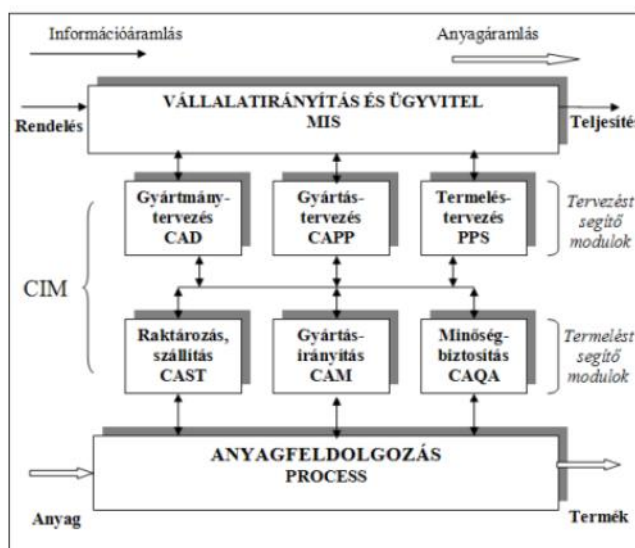 Információáramlás
Anyagáramlás
VÁLLALATIRÁNYÍTÁS ÉS ÜGYVITEL
MIS
Rendelés
Teljesítés
Gyártmány-
tervezés
CAD
Gyártás-
tervezés
CAPP
Termelés-
tervezés
PPS
Tervezést
segítő
modulok
CIM
Raktározás,
szállítás
CAST
Gyártás-
irányítás
CAM
Minőség-
biztosítás
CAQA
Termelést
segítő
modulok
ANYAGFELDOLGOZÁS
PROCESS
Anyag
Termék